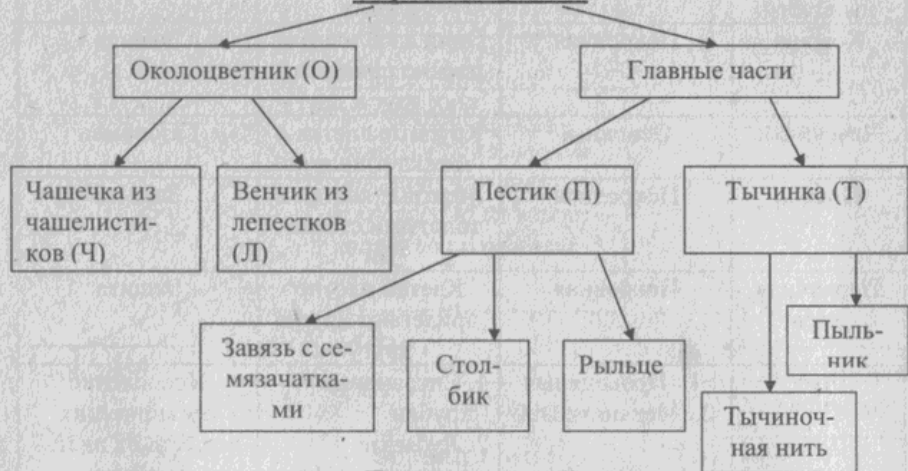 Околоцветник (О)
Главные части
Чашечка из
чашелисти-
ков (Ч)
Венчик из
лепестков
(Л)
Пестик (П)
Тычинка (Т)
Завязь с се-
мязачатка-
ми
Стол-
бик
Рыльце
Пыль-
ник
Тычиноч-
ная нить